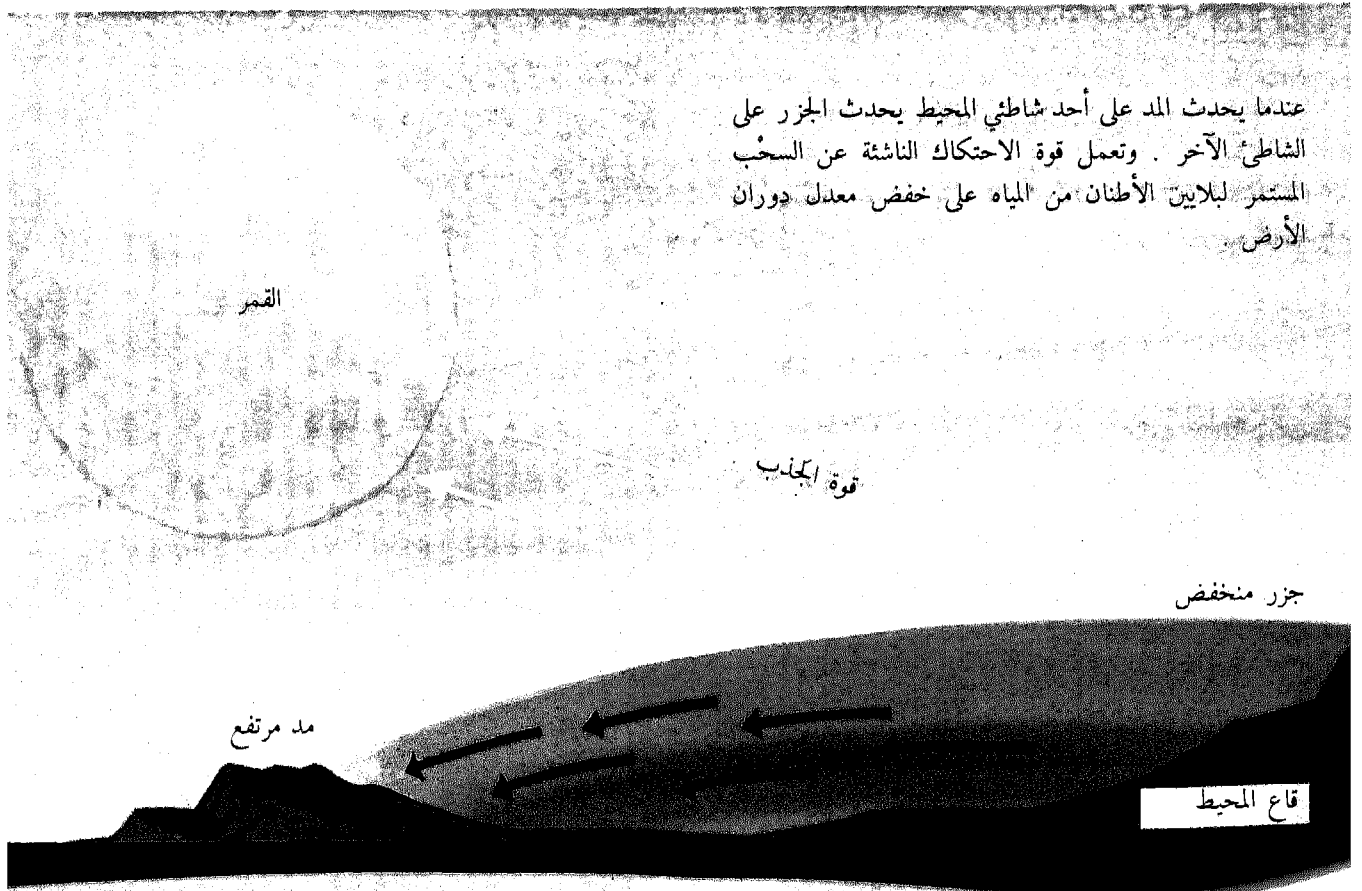 عندما يحدث المد على أحد شاطئي المحيط يحدث الجزر على
الشاطئ الآخر . وتعمل قوة الاحتكاك الناشئة عن السحْب
المستمر لبلايين الأطنان من المياه على خفض معدل دوران
الأرض .
القمر
قوة الجذب
جزر منخفض
مد مرتفع
قاع المحيط